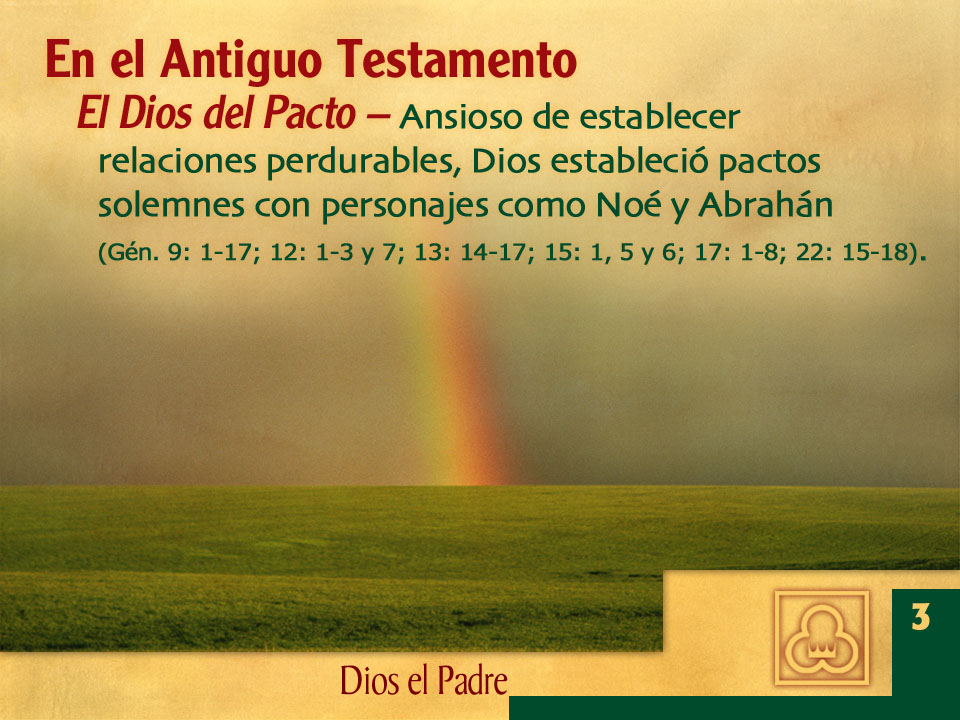 En el Antiguo Testamento
El Dios del Pacto – Ansioso de establecer
relaciones perdurables, Dios estableció pactos
solemnes con personajes como Noé y Abrahán
(Gén. 9: 1-17; 12: 1-3 y 7; 13: 14-17; 15: 1, 5 y 6; 17: 1-8; 22: 15-18).
3
Dios el Padre